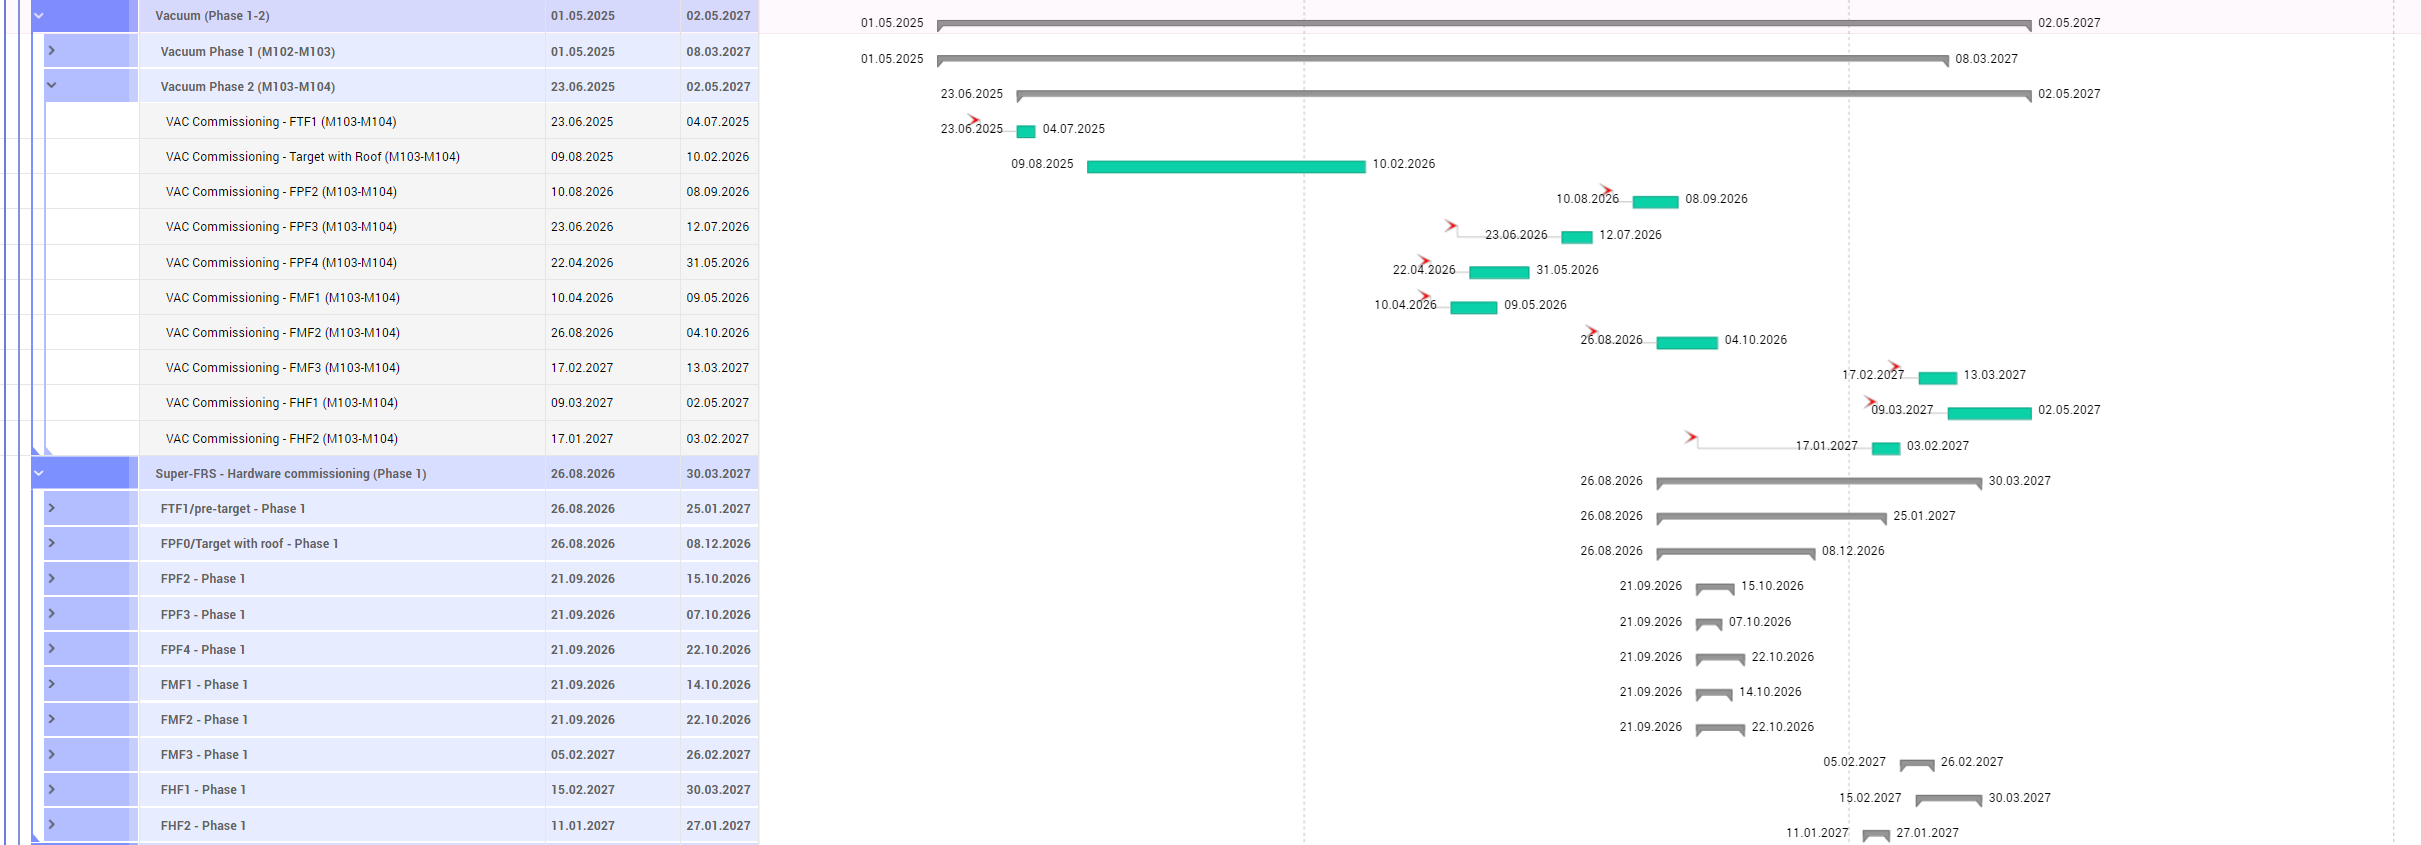 Vacuum (Phase 1-2) 01.05.2025 02.05.2027 01.05.2025 02.05.2027
Vacuum Phase 1 (M102-M103) 01.05.2025 08.03.2027 01.05.2025 08.03.2027
Vacuum Phase 2 (M103-M104) 23.06.2025 02.05.2027 23.06.2025 02.05.2027
VAC Commissioning - FTF1 (M103-M104) 23.06.2025 04.07.2025 23.06.2025 04.07.2025
VAC Commissioning - Target with Roof (M103-M104) 09.08.2025 10.02.2026 09.08.2025 10.02.2026
VAC Commissioning - FPF2 (M103-M104) 10.08.2026 08.09.2026 10.08.2026 08.09.2026
VAC Commissioning - FPF3 (M103-M104) 23.06.2026 12.07.2026 23.06.2026 12.07.2026
VAC Commissioning - FPF4 (M103-M104) 22.04.2026 31.05.2026 22.04.2026 31.05.2026
VAC Commissioning - FMF1 (M103-M104) 10.04.2026 09.05.2026 10.04.2026 09.05.2026
VAC Commissioning - FMF2 (M103-M104) 26.08.2026 04.10.2026 26.08.2026 04.10.2026
VAC Commissioning - FMF3 (M103-M104) 17.02.2027 13.03.2027 17.02.2027 13.03.2027
VAC Commissioning - FHF1 (M103-M104) 09.03.2027 02.05.2027 09.03.2027 02.05.2027
VAC Commissioning - FHF2 (M103-M104) 17.01.2027 03.02.2027 17.01.2027 03.02.2027
Super-FRS - Hardware commissioning (Phase 1) 26.08.2026 30.03.2027 26.08.2026 30.03.2027
FTF1/pre-target - Phase 1 26.08.2026 25.01.2027 26.08.2026 25.01.2027
FPF0/Target with roof - Phase 1 26.08.2026 08.12.2026 26.08.2026 08.12.2026
FPF2 - Phase 1 21.09.2026 15.10.2026 21.09.2026 15.10.2026
FPF3 - Phase 1 21.09.2026 07.10.2026 21.09.2026 07.10.2026
FPF4 - Phase 1 21.09.2026 22.10.2026 21.09.2026 22.10.2026
FMF1 - Phase 1 21.09.2026 14.10.2026 21.09.2026 14.10.2026
FMF2 - Phase 1 21.09.2026 22.10.2026 21.09.2026 22.10.2026
FMF3 - Phase 1 05.02.2027 26.02.2027 05.02.2027 26.02.2027
FHF1 - Phase 1 15.02.2027 30.03.2027 15.02.2027 30.03.2027
FHF2 - Phase 1 11.01.2027 27.01.2027 11.01.2027 27.01.2027